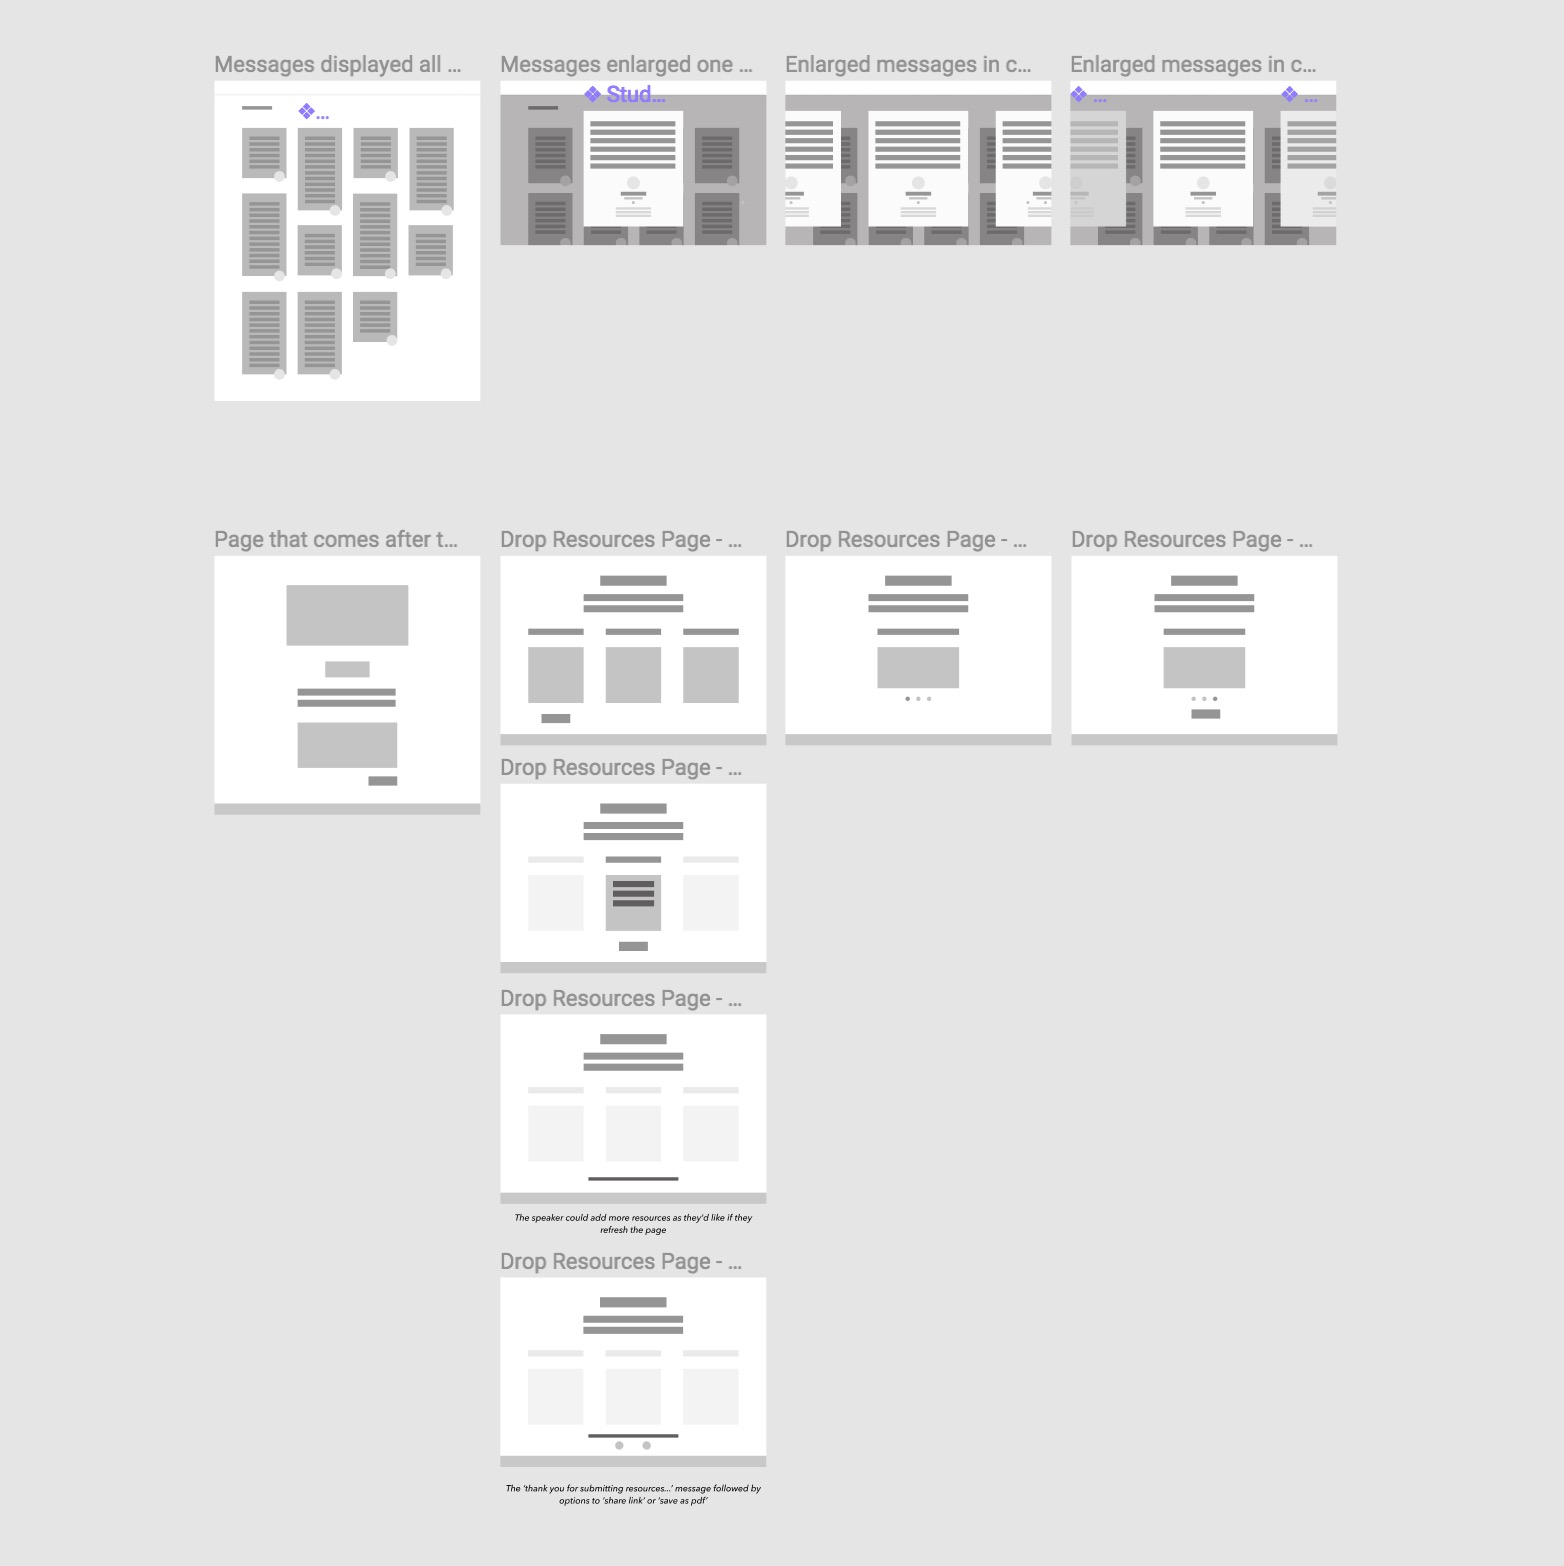 Messages displayed all ...
Messages enlarged one ...
Enlarged messages in c...
Enlarged messages in c...
...
Stud...
...
...
Page that comes after t...
Drop Resources Page - ...
Drop Resources Page - ...
Drop Resources Page - ...
Drop Resources Page - ...
Drop Resources Page - ...
The speaker could add more resources as they'd like if they
refresh the page
Drop Resources Page - ...
The 'thank you for submitting resources...' message followed by
options to 'share link' or 'save as pdf'